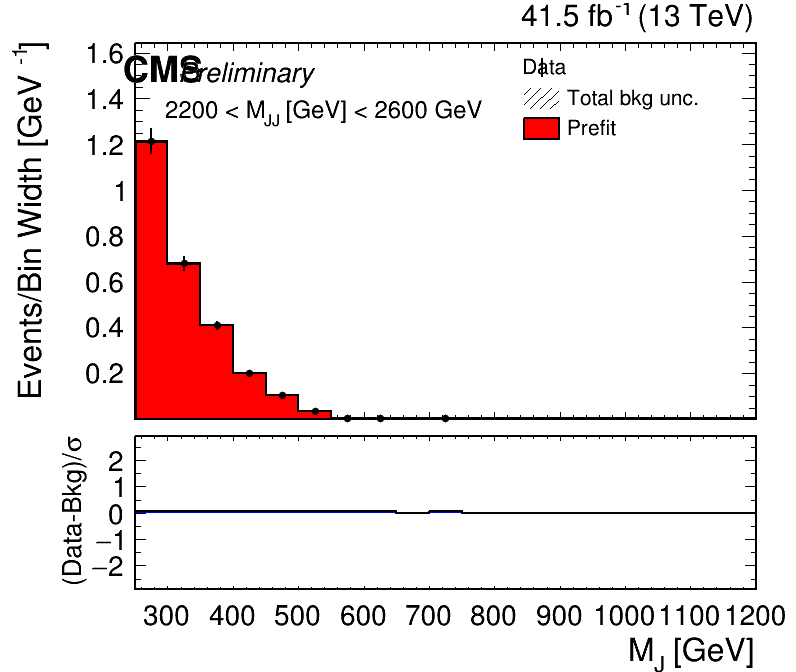 41.5 fb-1 (13 TeV)
CMS Preliminary
2200 < MJJ [GeV] < 2600 GeV
Data
Total bkg unc.
Prefit
Events/Bin Width [GeV-1]
1.6
1.4
1.2
1
0.8
0.6
0.4
0.2
(Data-Bkg)/σ
2
1
0
−1
−2
300 400 500 600 700 800 900 1000 1100 1200
MJ [GeV]